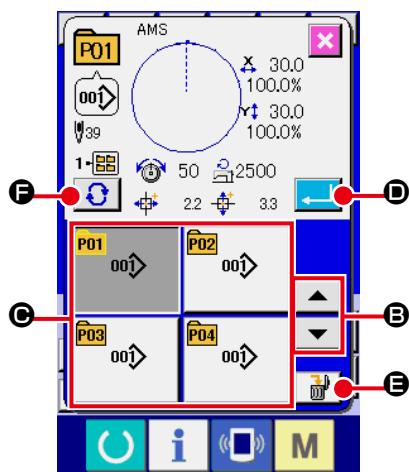 AMS
P01
X 30.0
100.0%
001
Y 30.0
100.0%
39
1-
50 2500
F
D
2.2 3.3
P01 P02
001 001
C
B
P03 P04
001 001
E
i M